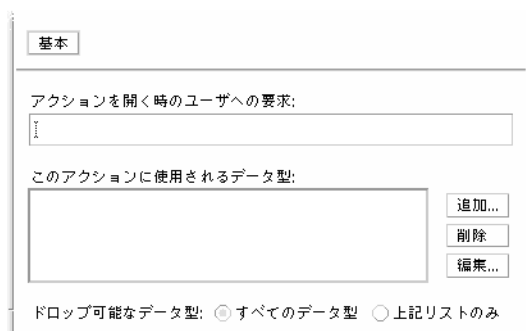 基本
アクションを開く時のユーザへの要求:
このアクションに使用されるデータ型:
追加...
削除
編集...
ドロップ可能なデータ型: すべてのデータ型 上記リストのみ